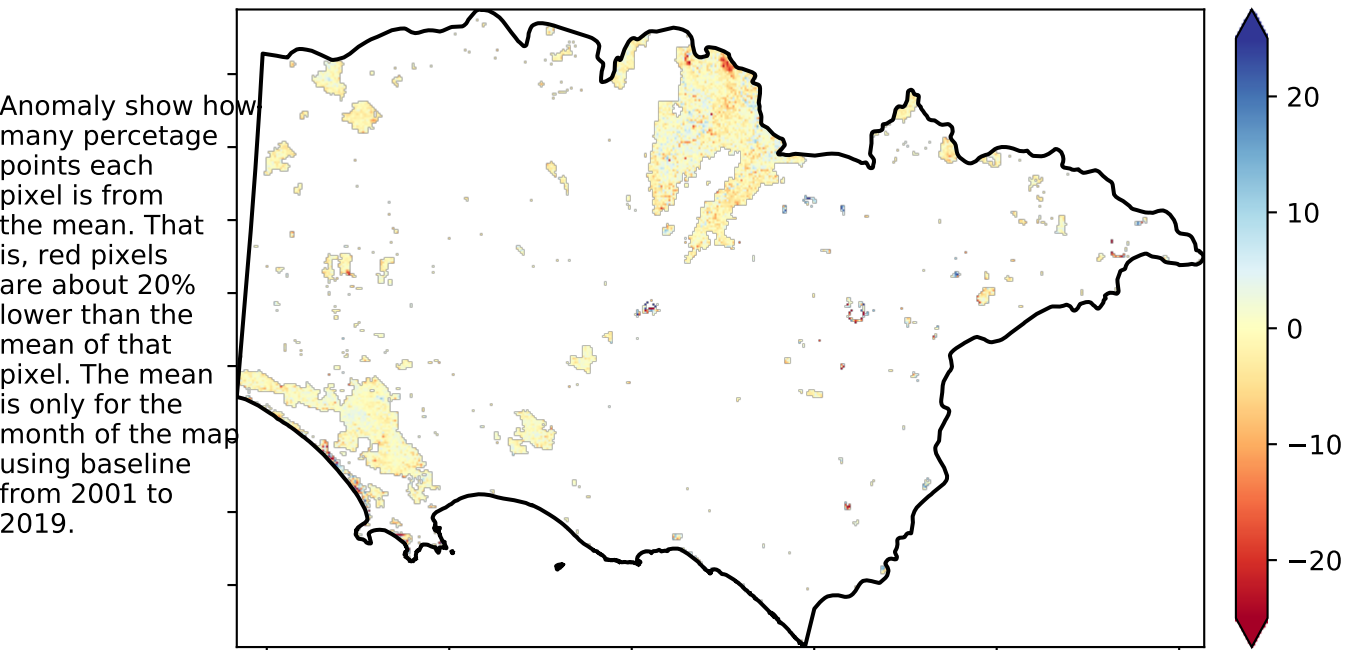 Anomaly show how
many percetage
points each
pixel is from
the mean. That
is, red pixels
are about 20%
lower than the
mean of that
pixel. The mean
is only for the
month of the map
using baseline
from 2001 to
2019.
20
10
0
−10
−20